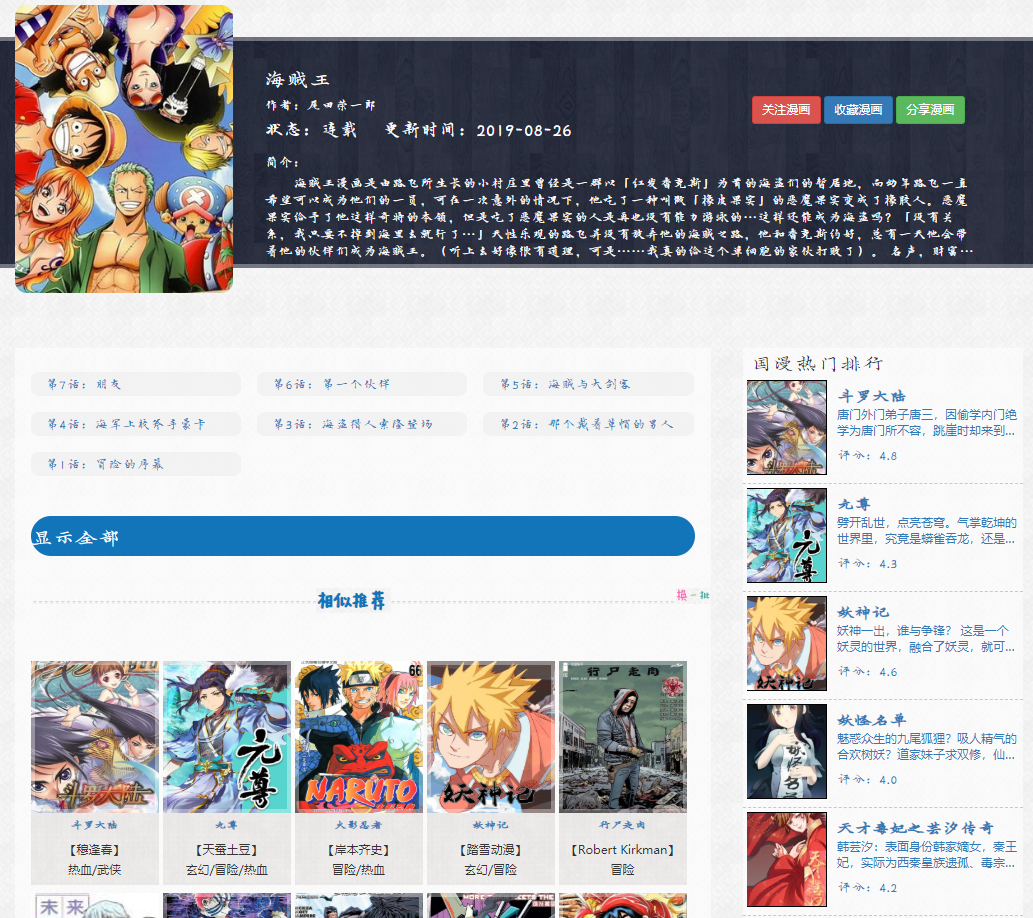 海贼王
作者：尾田荣一郎
状态：连载 更新时间：2019-08-26
关注漫画 收藏漫画 分享漫画
简介：
海贼王漫画是由路飞所生长的小村庄里曾经是一群以「红发香克斯」为首的海盗们的暂居地，而幼年路飞一直
希望可以成为他们的一员，可在一次意外的情况下，他吃了一种叫做「橡皮果实」的恶魔果实变成了橡胶人。恶魔
果实给予了他这样奇特的本领，但是吃了恶魔果实的人是再也没有能力游泳的…这样还能成为海盗吗？「没有关
系，我只要不掉到海里去就行了…」天性乐观的路飞并没有放弃他的海贼之路，他和香克斯约好，总有一天他会带
着他的伙伴们成为海贼王。（听上去好像很有道理，可是……我真的给这个单细胞的家伙打败了）。 名声，财富…
第7话：朋友
第6话：第一个伙伴
第5话：海贼与大剑客
第4话：海军上校斧手蒙卡
第3话：海盗猎人索隆登场
第2话：那个戴着草帽的男人
第1话：冒险的序幕
显示全部
相似推荐
换一批
斗罗大陆
元尊
66
NARUTO
妖神记
行尸走肉
斗罗大陆
【穆逢春】
热血/武侠
元尊
【天蚕土豆】
玄幻/冒险/热血
火影忍者
【岸本齐史】
冒险/热血
妖神记
【踏雪动漫】
玄幻/冒险
行尸走肉
【Robert Kirkman】
冒险
未来
国漫热门排行
斗罗大陆
唐门外门弟子唐三，因偷学内门绝
学为唐门所不容，跳崖时却来到...
评分：4.8
元尊
元尊
劈开乱世，点亮苍穹。气掌乾坤的
世界里，究竟是蟒雀吞龙，还是...
评分：4.3
妖神记
妖神记
妖神一出，谁与争锋？ 这是一个
妖灵的世界，融合了妖灵，就可...
评分：4.6
妖怪名单
妖怪名单
魅惑众生的九尾狐狸？吸人精气的
合欢树妖？道家妹子求双修，仙...
评分：4.0
天才毒妃之芸汐传奇
韩芸汐：表面身份韩家嫡女，秦王
妃，实际为西秦皇族遗孤、毒宗...
评分：4.2